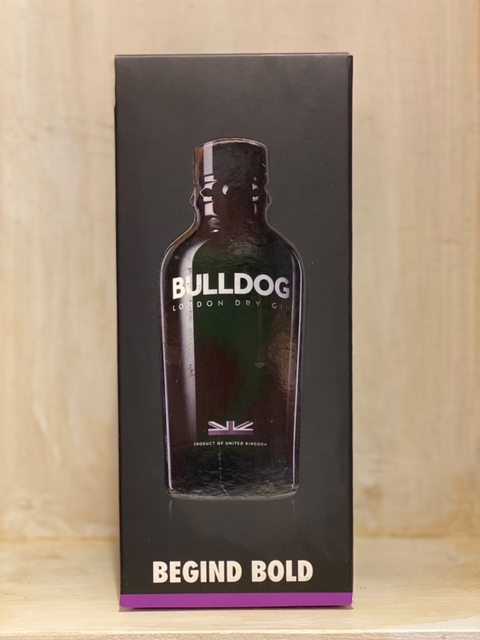 BULLDOG
LONDON DRY GIN
PRODUCT OF UNITED KINGDOM
BEGIND BOLD